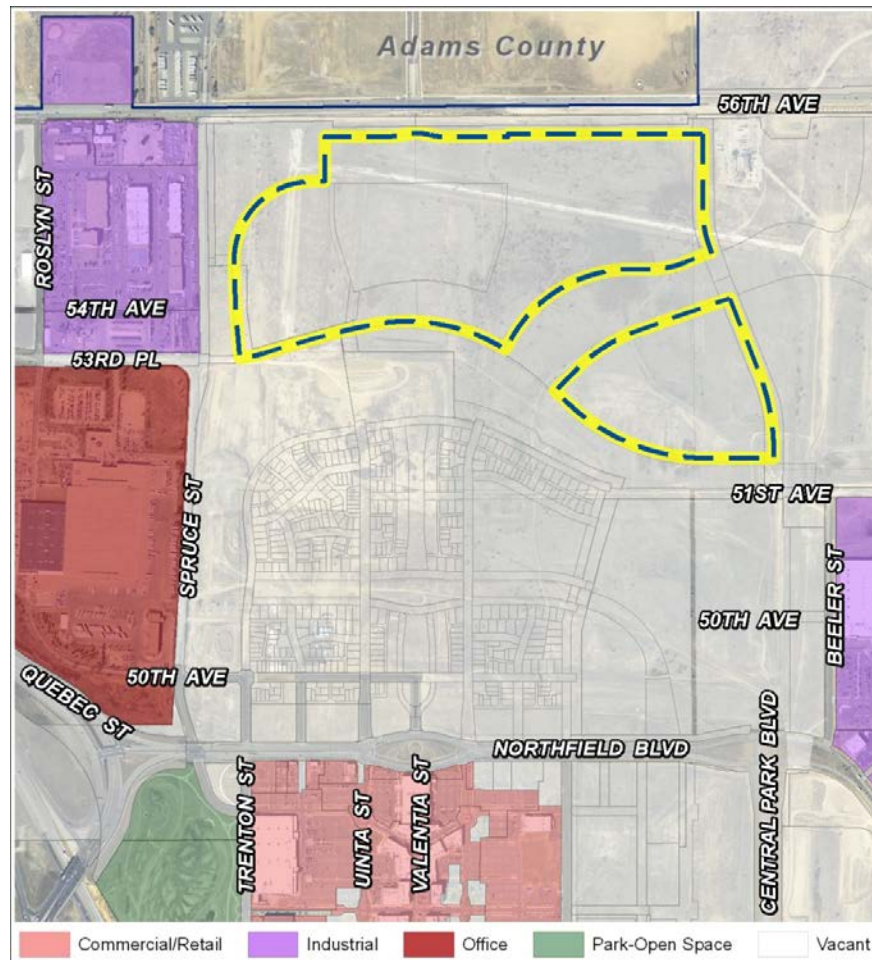 Adams County
56TH AVE
ROSLYN ST
54TH AVE
53RD PL
SPRUCE ST
51ST AVE
BEELER ST
50TH AVE
50TH AVE
QUEBEC ST
NORTHFIELD BLVD
TRENTON ST
UINTA ST
VALENTIA ST
CENTRAL PARK BLVD
Commercial/Retail
Industrial
Office
Park-Open Space
Vacant